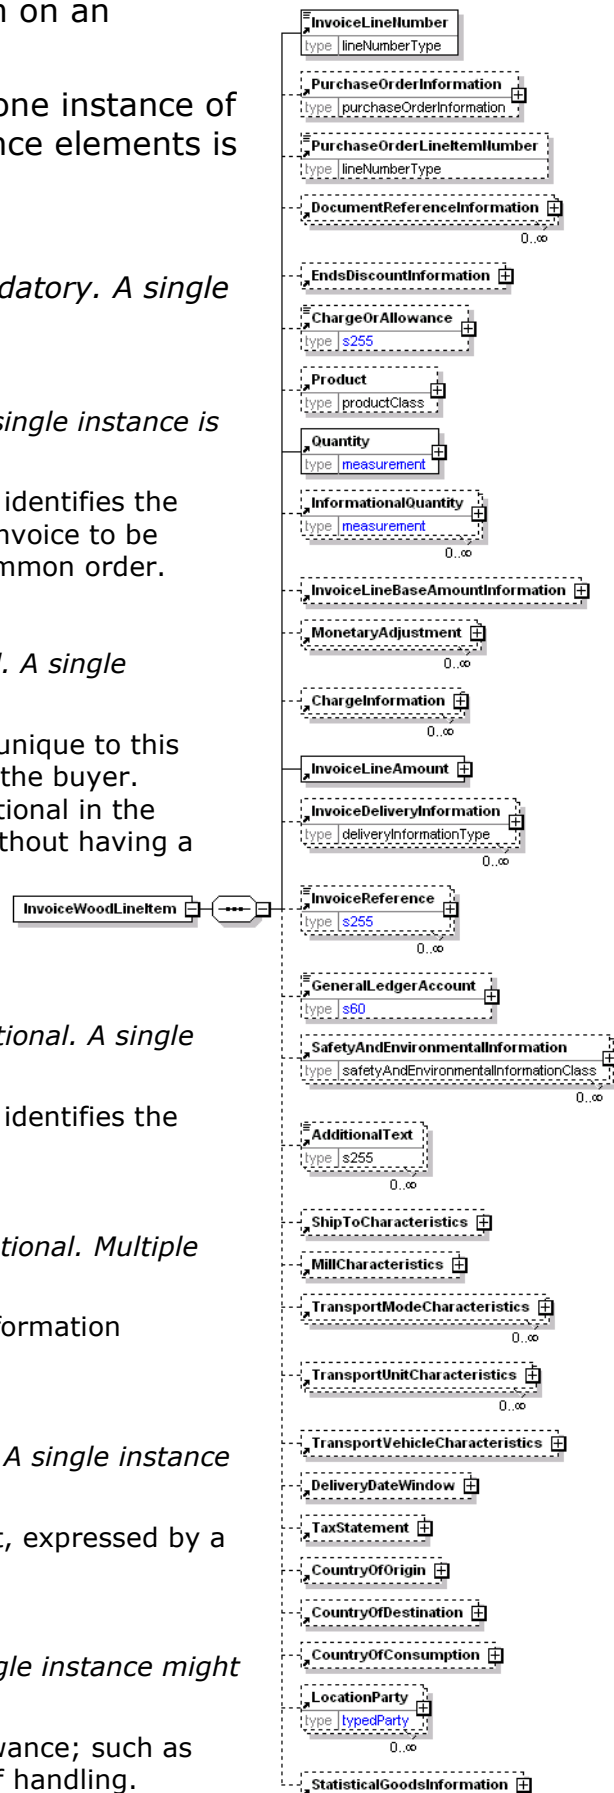 n on an
one instance of
nce elements is
datory. A single
single instance is
identifies the
nvoice to be
mmon order.
. A single
unique to this
the buyer.
tional in the
thout having a
tional. A single
identifies the
tional. Multiple
formation
A single instance
t, expressed by a
gle instance might
vance; such as
f handling.
InvoiceWoodLineItem
InvoiceLineNumber
type lineNumberType
PurchaseOrderInformation
type purchaseOrderInformation
PurchaseOrderLineItemNumber
type lineNumberType
DocumentReferenceInformation
0..∞
EndsDiscountInformation
ChargeOrAllowance
type s255
Product
type productClass
Quantity
type measurement
InformationalQuantity
type measurement
0..∞
InvoiceLineBaseAmountInformation
MonetaryAdjustment
0..∞
ChargeInformation
0..∞
InvoiceLineAmount
InvoiceDeliveryInformation
type deliveryInformationType
0..∞
InvoiceReference
type s255
0..∞
GeneralLedgerAccount
type s60
SafetyAndEnvironmentalInformation
type safetyAndEnvironmentalInformationClass
0..∞
AdditionalText
type s255
0..∞
ShipToCharacteristics
MillCharacteristics
TransportModeCharacteristics
0..∞
TransportUnitCharacteristics
0..∞
TransportVehicleCharacteristics
DeliveryDateWindow
TaxStatement
CountryOfOrigin
CountryOfDestination
CountryOfConsumption
LocationParty
type typedParty
0..∞
StatisticalGoodsInformation